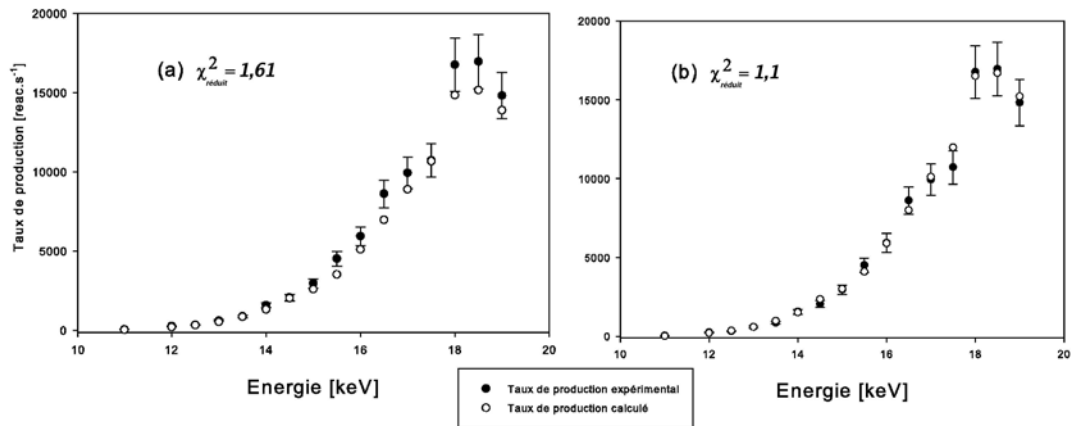 20000
15000
10000
5000
0
Taux de production [reac.s⁻¹]
(a) χ²réduit = 1,61
10 12 14 16 18 20
Energie [keV]
20000
15000
10000
5000
0
(b) χ²réduit = 1,1
10 12 14 16 18 20
Energie [keV]
Taux de production expérimental
Taux de production calculé